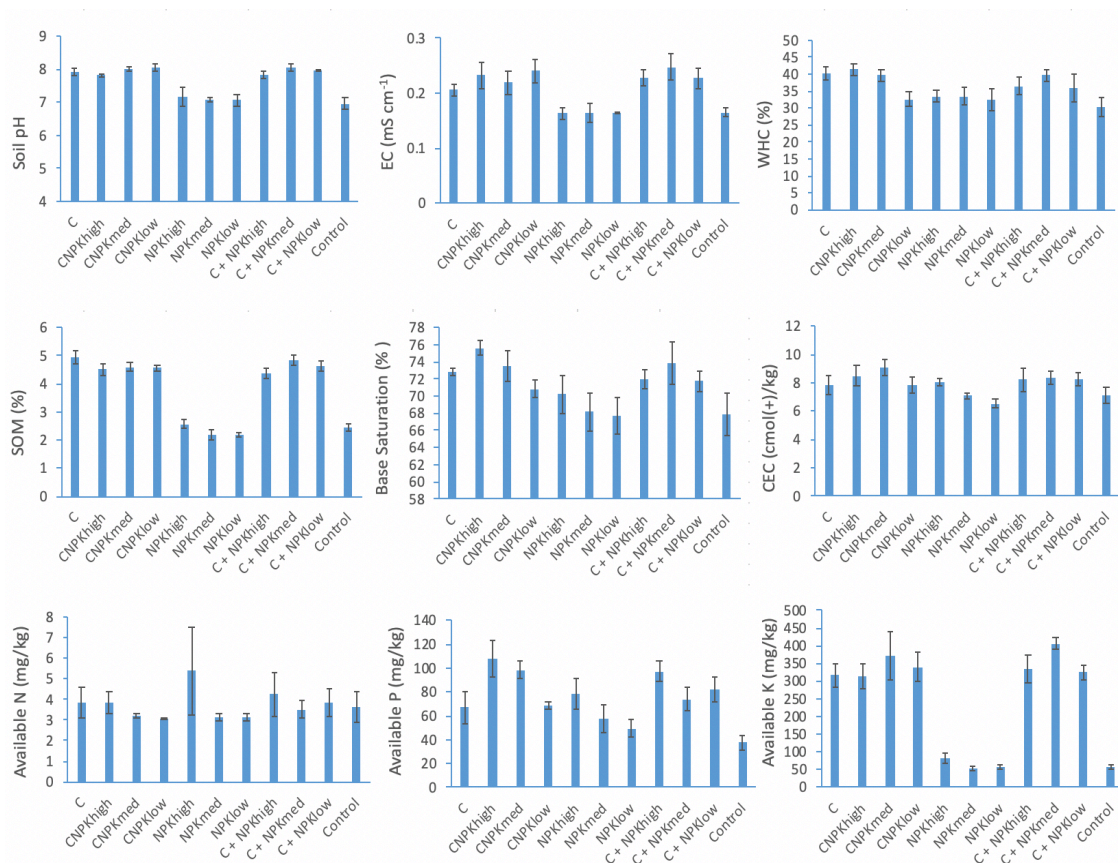 Soil pH
9
8
7
6
5
4
C
CNPKhigh
CNPKmed
CNPKlow
NPKhigh
NPKmed
NPKlow
C+ NPKhigh
C+ NPKmed
C+ NPKlow
Control
EC (mS cm⁻¹)
0.3
0.2
0.1
0
C
CNPKhigh
CNPKmed
CNPKlow
NPKhigh
NPKmed
NPKlow
C+ NPKhigh
C+ NPKmed
C+ NPKlow
Control
WHC (%)
50
45
40
35
30
25
20
15
10
5
0
C
CNPKhigh
CNPKmed
CNPKlow
NPKhigh
NPKmed
NPKlow
C+ NPKhigh
C+ NPKmed
C+ NPKlow
Control
SOM (%)
6
5
4
3
2
1
0
C
CNPKhigh
CNPKmed
CNPKlow
NPKhigh
NPKmed
NPKlow
C+ NPKhigh
C+ NPKmed
C+ NPKlow
Control
Base Saturation (% )
78
76
74
72
70
68
66
64
62
60
58
C
CNPKhigh
CNPKmed
CNPKlow
NPKhigh
NPKmed
NPKlow
C+ NPKhigh
C+ NPKmed
C+ NPKlow
Control
CEC (cmol(+)/kg)
12
10
8
6
4
2
0
C
CNPKhigh
CNPKmed
CNPKlow
NPKhigh
NPKmed
NPKlow
C+ NPKhigh
C+ NPKmed
C+ NPKlow
Control
Available N (mg/kg)
8
7
6
5
4
3
2
1
0
C
CNPKhigh
CNPKmed
CNPKlow
NPKhigh
NPKmed
NPKlow
C+ NPKhigh
C+ NPKmed
C+ NPKlow
Control
Available P (mg/kg)
140
120
100
80
60
40
20
0
C
CNPKhigh
CNPKmed
CNPKlow
NPKhigh
NPKmed
NPKlow
C+ NPKhigh
C+ NPKmed
C+ NPKlow
Control
Available K (mg/kg)
500
450
400
350
300
250
200
150
100
50
0
C
CNPKhigh
CNPKmed
CNPKlow
NPKhigh
NPKmed
NPKlow
C+ NPKhigh
C+ NPKmed
C+ NPKlow
Control